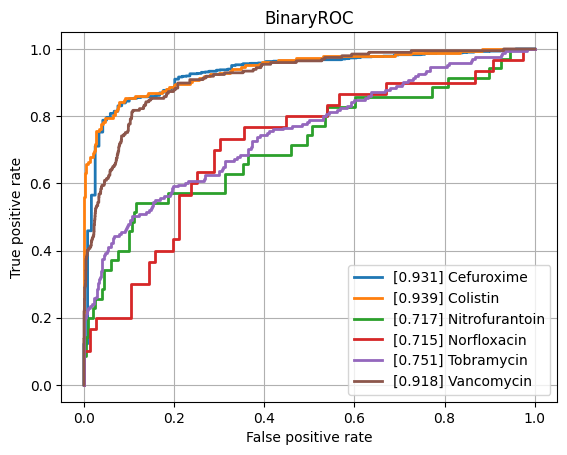 BinaryROC
True positive rate
1.0
0.8
0.6
0.4
0.2
0.0
[0.931] Cefuroxime
[0.939] Colistin
[0.717] Nitrofurantoin
[0.715] Norfloxacin
[0.751] Tobramycin
[0.918] Vancomycin
0.0 0.2 0.4 0.6 0.8 1.0
False positive rate